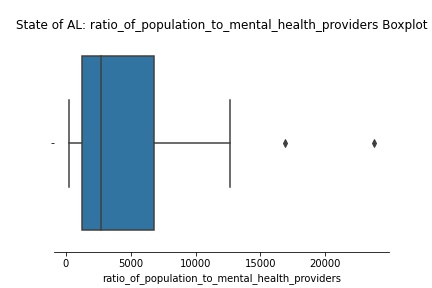 State of AL: ratio_of_population_to_mental_health_providers Boxplot
-
0 5000 10000 15000 20000
ratio_of_population_to_mental_health_providers